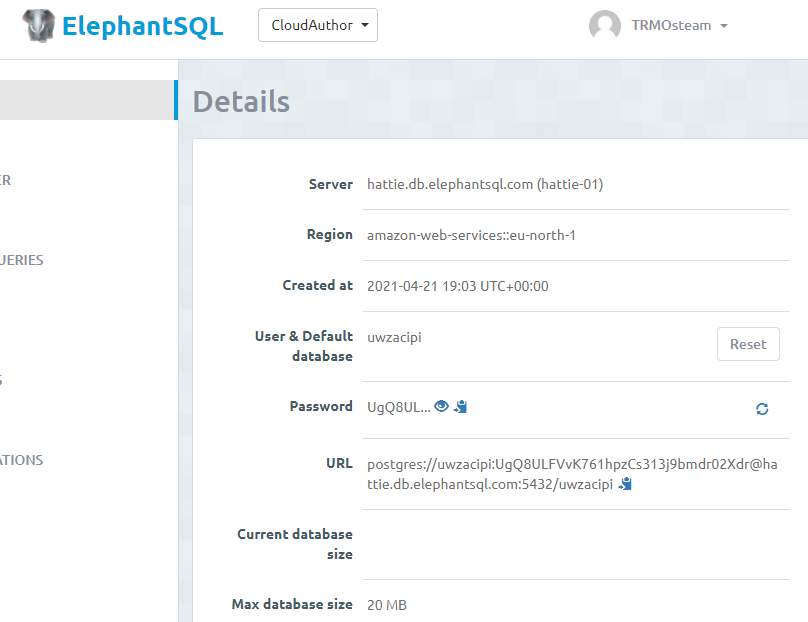 ElephantSQL
CloudAuthor
TRMOsteam
Details
ER
UERIES
ATIONS
Server hattie.db.elephantsql.com (hattie-01)
Region amazon-web-services::eu-north-1
Created at 2021-04-21 19:03 UTC+00:00
User & Default
database
uwzacipi
Reset
Password UgQ8UL...
URL postgres://uwzacipi:UgQ8ULFVvK761hpzCs313j9bmdr02Xdr@ha
ttie.db.elephantsql.com:5432/uwzacipi
Current database
size
Max database size 20 MB